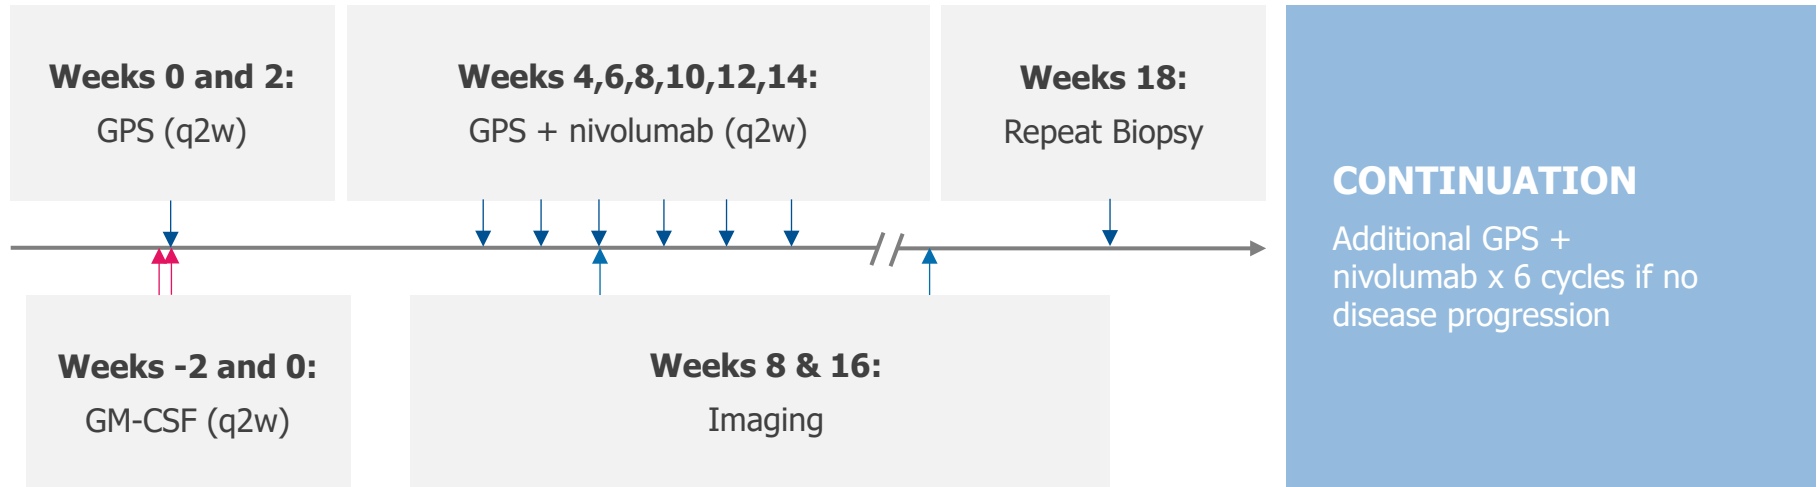 Weeks 0 and 2:
GPS (q2w)
Weeks 4,6,8,10,12,14:
GPS + nivolumab (q2w)
Weeks 18:
Repeat Biopsy
Weeks -2 and 0:
GM-CSF (q2w)
Weeks 8 & 16:
Imaging
CONTINUATION
Additional GPS +
nivolumab x 6 cycles if no
disease progression